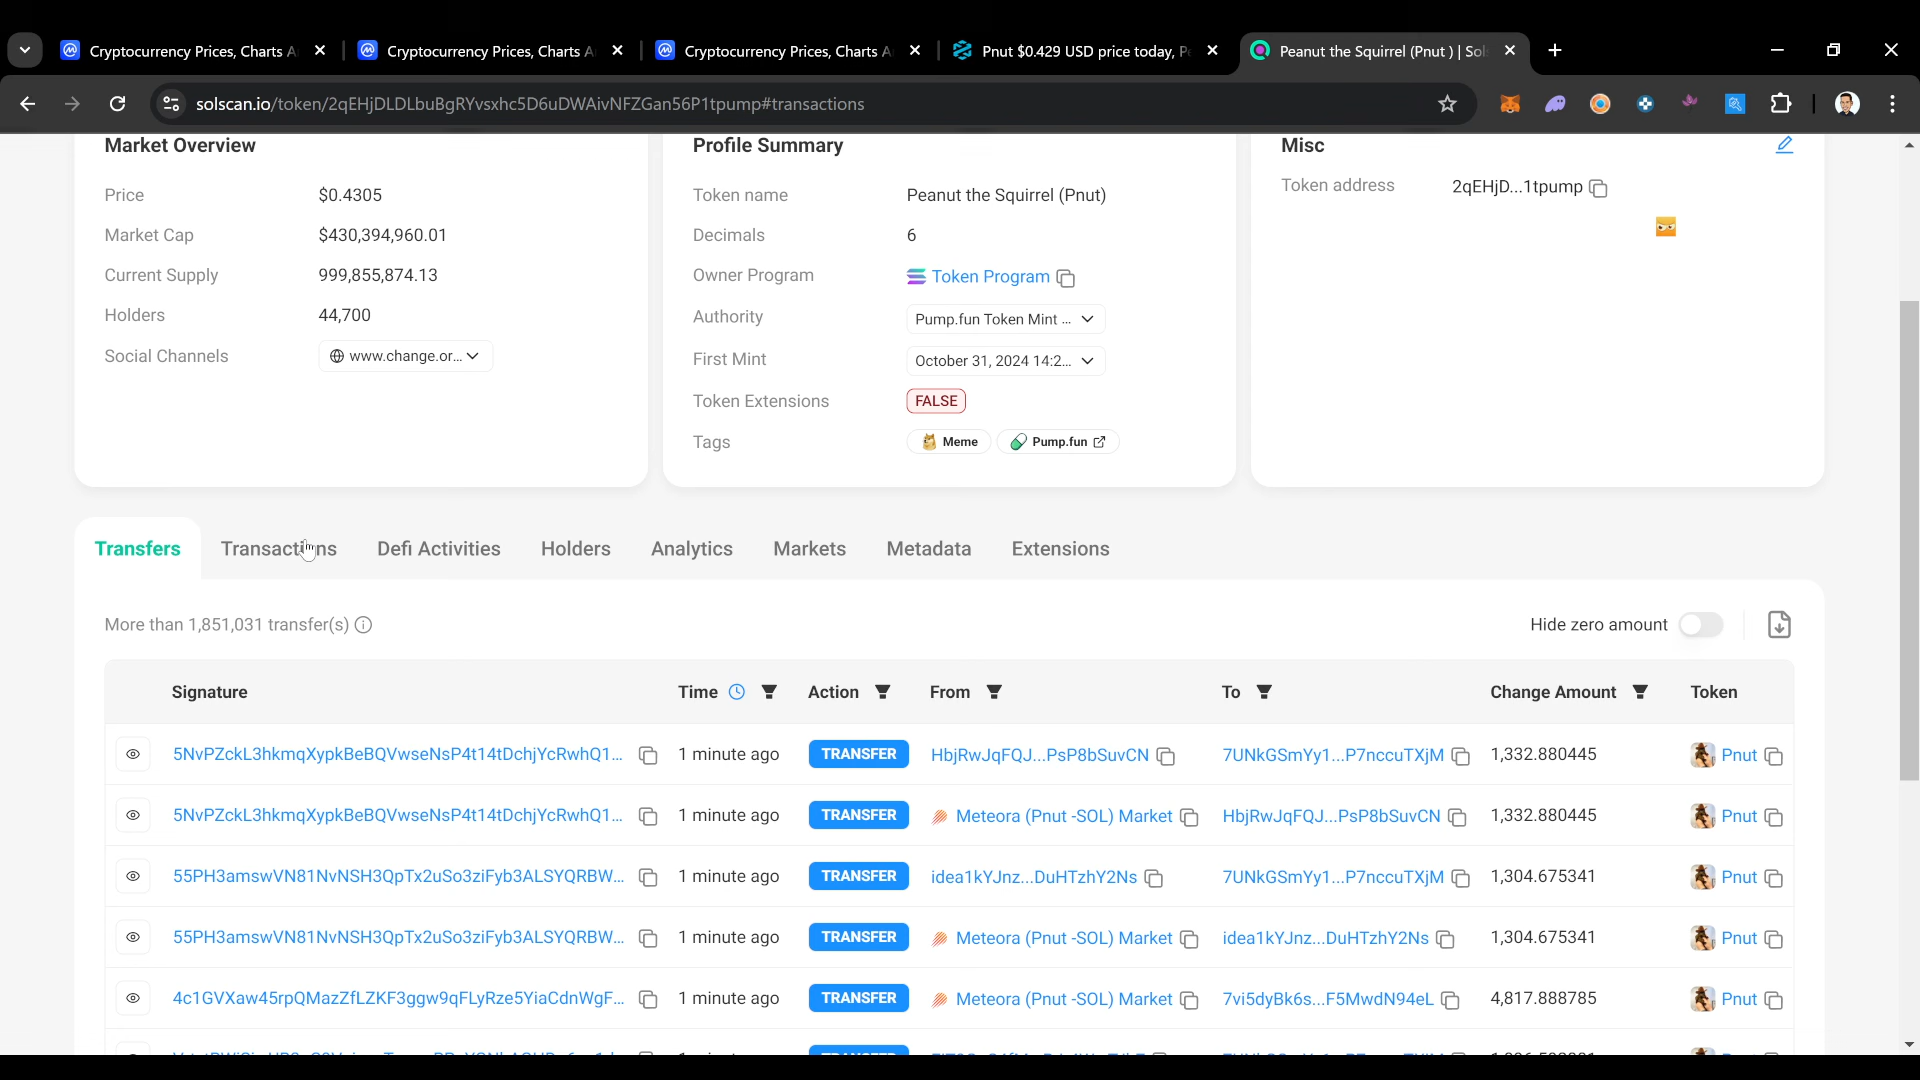 Cryptocurrency Prices, Charts A
Cryptocurrency Prices, Charts A
Cryptocurrency Prices, Charts A
Pnut $0.429 USD price today, Pe
Peanut the Squirrel (Pnut ) | Sols
solscan.io/token/2qEHjDLDLbuBgRYvsxhc5D6uDWAivNFZGan56P1tpump#transactions
Market Overview
Price $0.4305
Market Cap $430,394,960.01
Current Supply 999,855,874.13
Holders 44,700
Social Channels www.change.or...
Profile Summary
Token name Peanut the Squirrel (Pnut)
Decimals 6
Owner Program Token Program
Authority Pump.fun Token Mint ...
First Mint October 31, 2024 14:2...
Token Extensions FALSE
Tags Meme Pump.fun
Misc
Token address 2qEHjD...1tpump
Transfers Transactions Defi Activities Holders Analytics Markets Metadata Extensions
More than 1,851,031 transfer(s) Hide zero amount
Signature Time Action From To Change Amount Token
5NvPZckL3hkmqXypkBeBQVwseNsP4t14tDchjYcRwhQ1... 1 minute ago TRANSFER HbjRwJqFQJ...PsP8bSuvCN 7UNkGSmYy1...P7nccuTXjM 1,332.880445 Pnut
5NvPZckL3hkmqXypkBeBQVwseNsP4t14tDchjYcRwhQ1... 1 minute ago TRANSFER Meteora (Pnut -SOL) Market HbjRwJqFQJ...PsP8bSuvCN 1,332.880445 Pnut
55PH3amswVN81NvNSH3QpTx2uSo3ziFyb3ALSYQRBW... 1 minute ago TRANSFER idea1kYJnz...DuHTzhY2Ns 7UNkGSmYy1...P7nccuTXjM 1,304.675341 Pnut
55PH3amswVN81NvNSH3QpTx2uSo3ziFyb3ALSYQRBW... 1 minute ago TRANSFER Meteora (Pnut -SOL) Market idea1kYJnz...DuHTzhY2Ns 1,304.675341 Pnut
4c1GVXaw45rpQMazZfLZKF3ggw9qFLyRze5YiaCdnWgF... 1 minute ago TRANSFER Meteora (Pnut -SOL) Market 7vi5dyBk6s...F5MwdN94eL 4,817.888785 Pnut